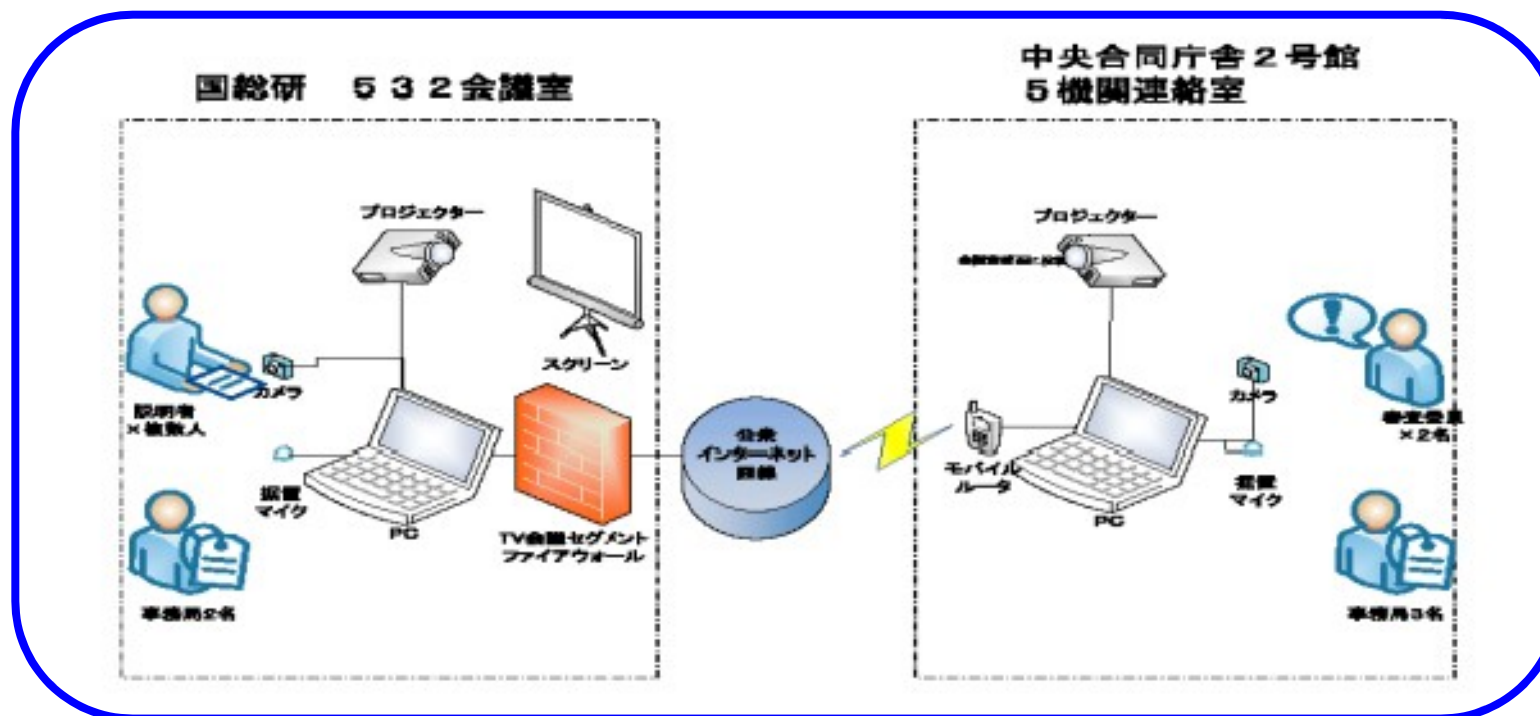 国総研　５３２会議室
中央合同庁舎２号館
５機関連絡室
プロジェクター
スクリーン
カメラ
説明者
×複数人
据置
マイク
PC
TV会議セグメント
ファイアウォール
事務局2名
公衆
インターネット
回線
プロジェクター
モバイル
ルータ
PC
カメラ
据置
マイク
審査委員
×2名
事務局3名